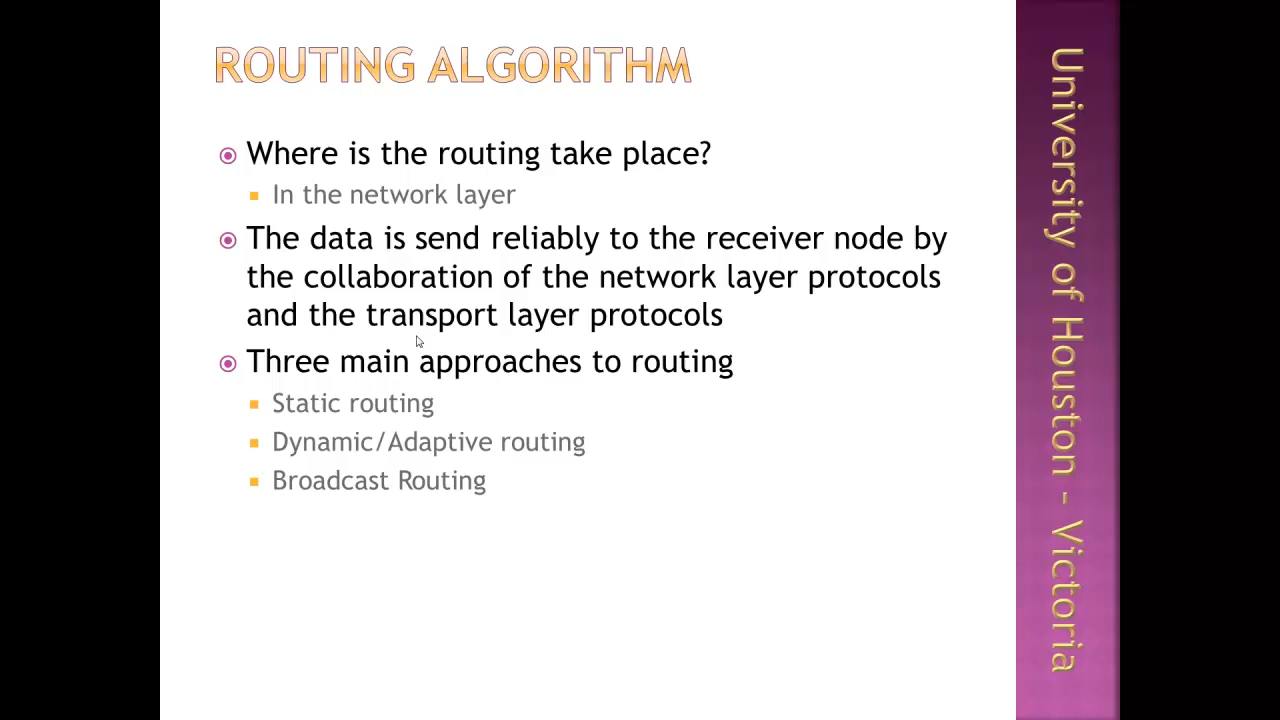 ROUTING ALGORITHM
Where is the routing take place?
In the network layer
The data is send reliably to the receiver node by
the collaboration of the network layer protocols
and the transport layer protocols
Three main approaches to routing
Static routing
Dynamic/Adaptive routing
Broadcast Routing
University of Houston - Victoria